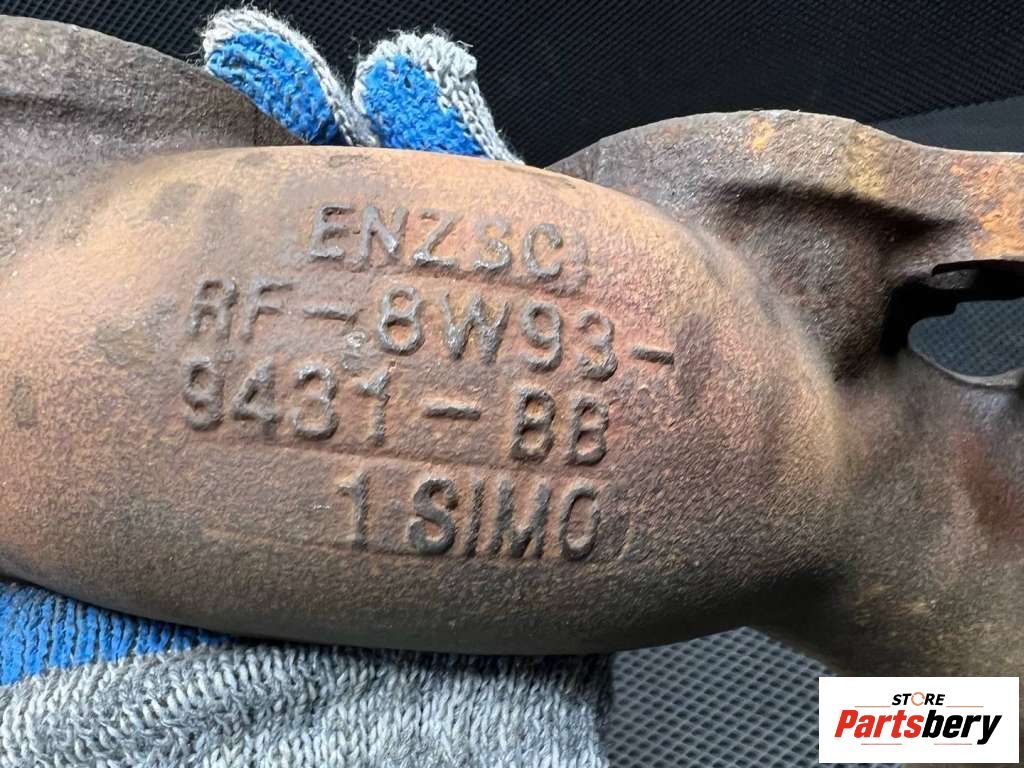 ENZSC
RF-8W93-
9431-BB
1 SIMO
STORE
Partsbery